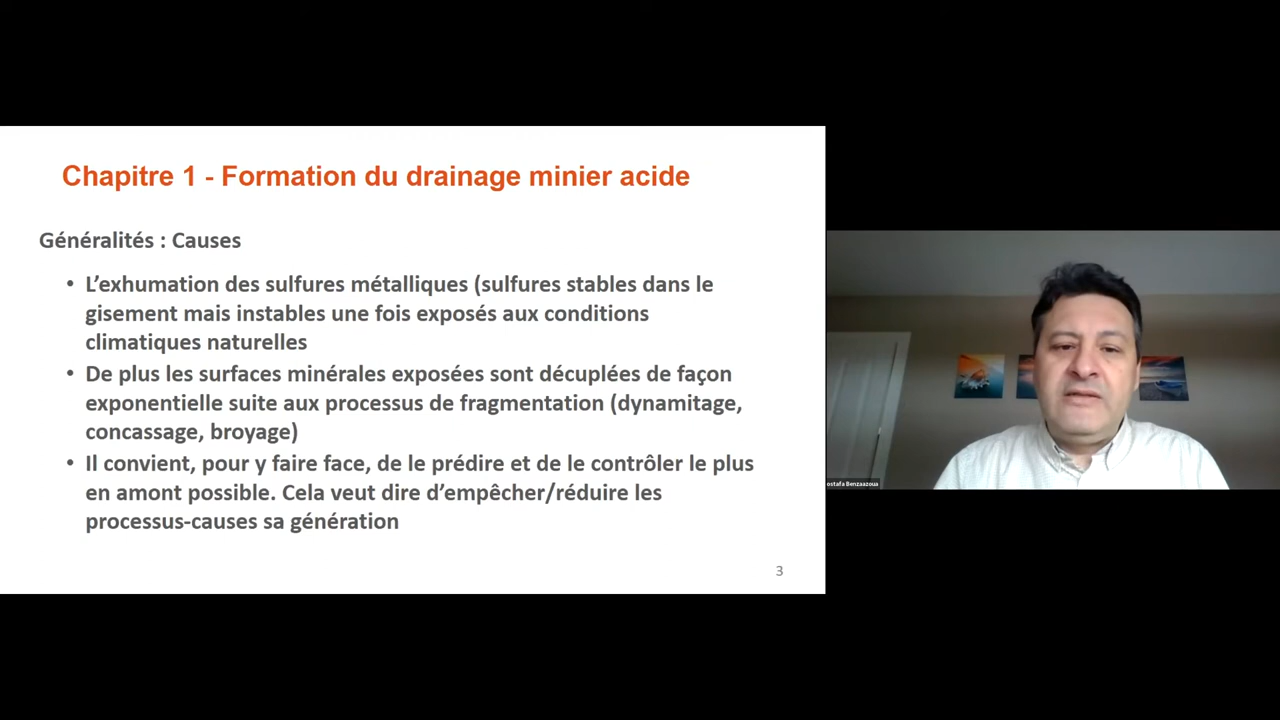 Chapitre 1 - Formation du drainage minier acide
Généralités : Causes
• L’exhumation des sulfures métalliques (sulfures stables dans le
gisement mais instables une fois exposés aux conditions
climatiques naturelles
• De plus les surfaces minérales exposées sont décuplées de façon
exponentielle suite aux processus de fragmentation (dynamitage,
concassage, broyage)
• Il convient, pour y faire face, de le prédire et de le contrôler le plus
en amont possible. Cela veut dire d’empêcher/réduire les
processus-causes sa génération
3
ostafa Benzaazoua